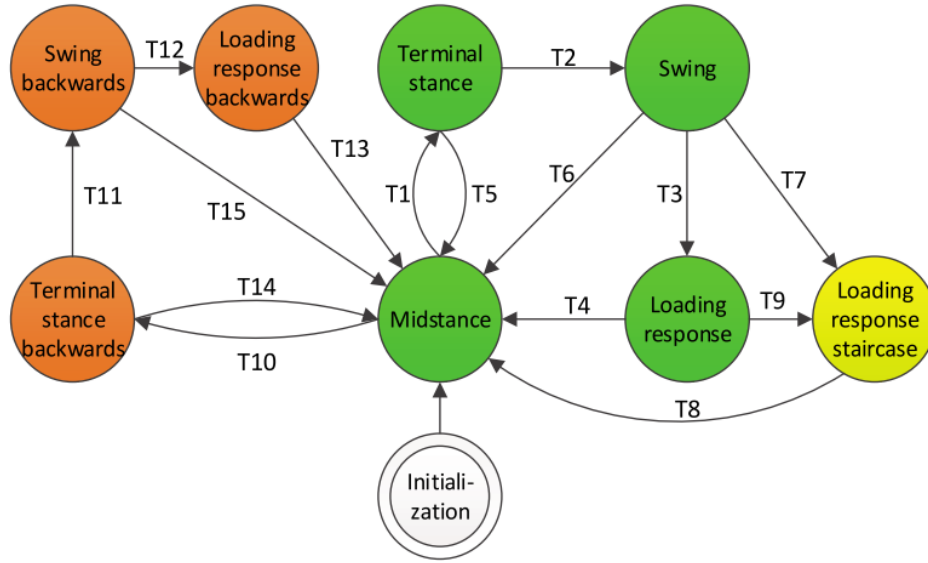 Swing
backwards
T12
Loading
response
backwards
Terminal
stance
T2
Swing
T13
T1
T5
T6
T3
T7
T11
T15
Terminal
stance
backwards
T14
T10
Midstance
T4
Loading
response
T9
Loading
response
staircase
T8
Initiali-
zation